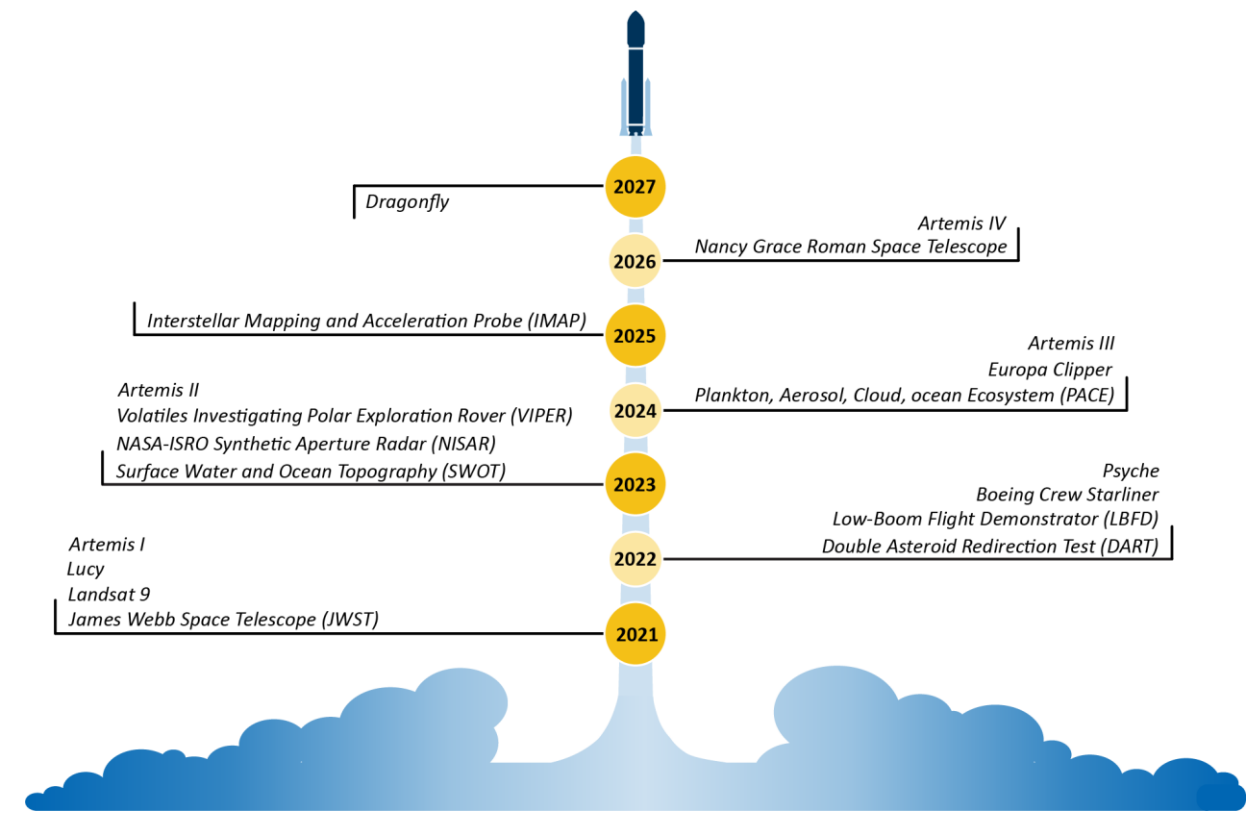 2027
Dragonfly
Artemis IV
Nancy Grace Roman Space Telescope
2026
Interstellar Mapping and Acceleration Probe (IMAP)
2025
Artemis III
Europa Clipper
Plankton, Aerosol, Cloud, ocean Ecosystem (PACE)
2024
Artemis II
Volatiles Investigating Polar Exploration Rover (VIPER)
NASA-ISRO Synthetic Aperture Radar (NISAR)
Surface Water and Ocean Topography (SWOT)
2023
Psyche
Boeing Crew Starliner
Low-Boom Flight Demonstrator (LBFD)
Double Asteroid Redirection Test (DART)
2022
Artemis I
Lucy
Landsat 9
James Webb Space Telescope (JWST)
2021